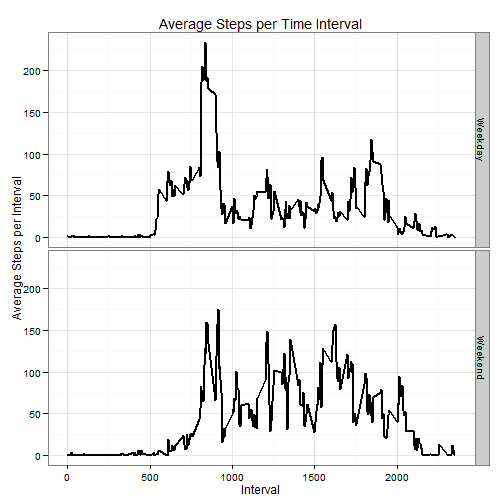 Average Steps per Time Interval
Average Steps per Interval
200
150
100
50
0
Weekday
200
150
100
50
0
Weekend
0 500 1000 1500 2000
Interval